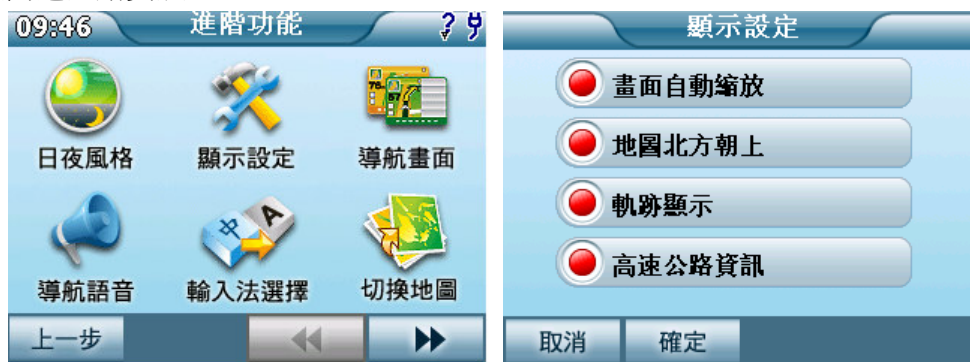 09:46 進階功能
日夜風格 顯示設定 導航畫面
導航語音 輸入法選擇 切換地圖
上一步
顯示設定
畫面自動縮放
地圖北方朝上
軌跡顯示
高速公路資訊
取消 確定